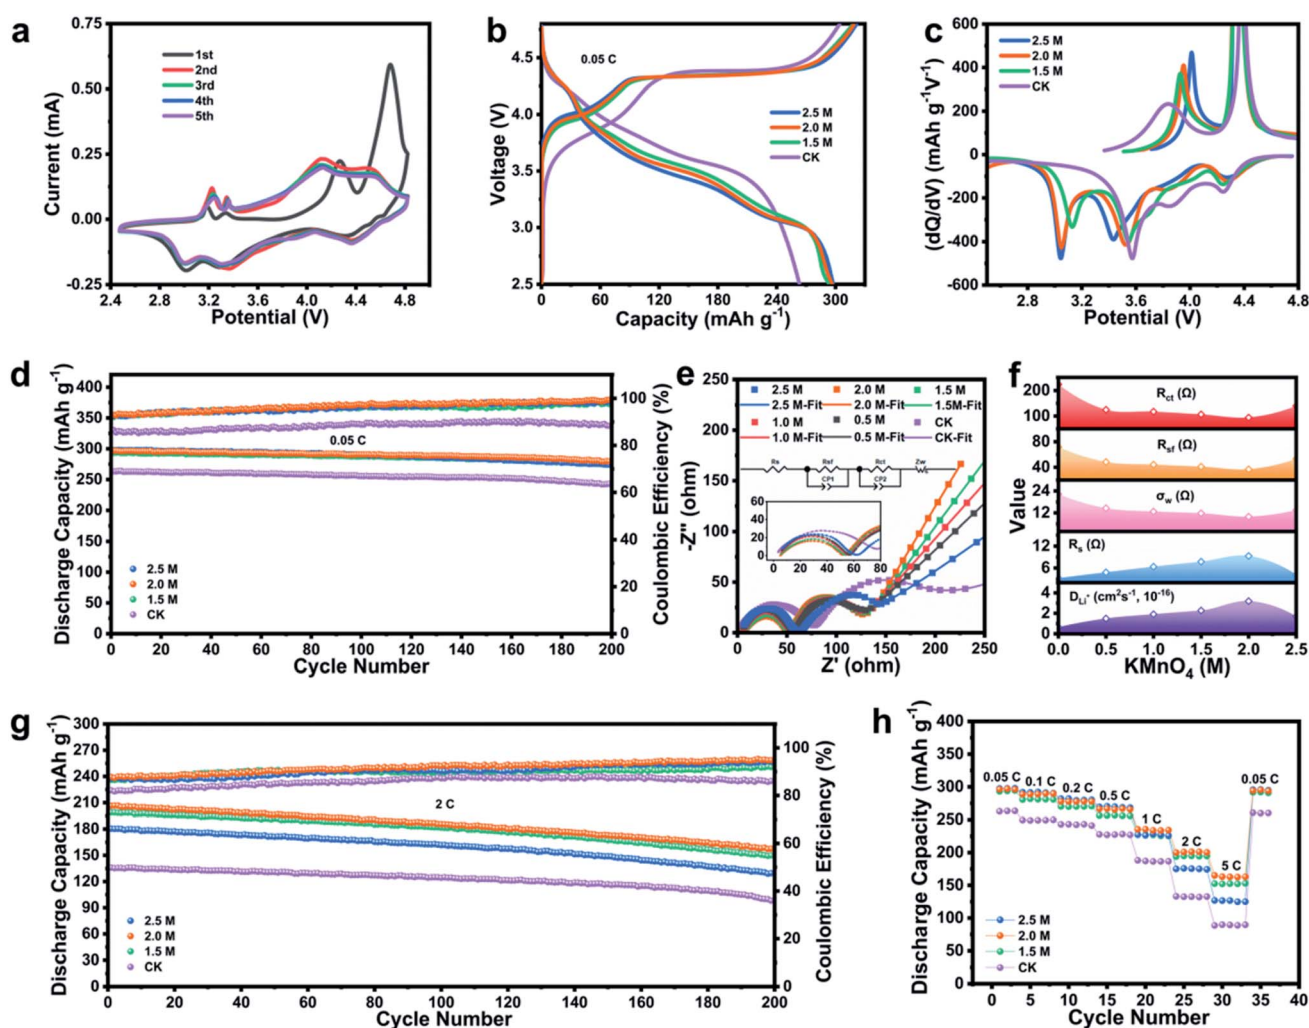 a
0.75
0.50
0.25
0.00
-0.25
Current (mA)
1st
2nd
3rd
4th
5th
2.4 3.2 4.0 4.8
Potential (V)
b
4.5
4.0
3.5
3.0
2.5
Voltage (V)
0.05 C
2.5 M
2.0 M
1.5 M
CK
0 60 120 180 240 300
Capacity (mAh g-1)
c
600
400
200
0
-200
-400
-600
(dQ/dV) (mAh g-1V-1)
2.5 M
2.0 M
1.5 M
CK
2.8 3.2 3.6 4.0 4.4 4.8
Potential (V)
d
400
350
300
250
200
150
100
50
0
Discharge Capacity (mAh g-1)
0.05 C
2.5 M
2.0 M
1.5 M
CK
0 20 40 60 80 100 120 140 160 180 200
Cycle Number
100
80
60
40
20
0
Coulombic Efficiency (%)
e
250
200
150
100
50
0
-Z'' (ohm)
2.5 M 2.0 M 1.5 M
2.5 M-Fit 2.0 M-Fit 1.5M-Fit
1.0 M 0.5 M CK
1.0 M-Fit 0.5 M-Fit CK-Fit
Rs Rsf Rct Zw
CP1 CP2
60
40
20
0
0 20 40 60 80
0 50 100 150 200 250
Z' (ohm)
f
Value
200
100
Rct (Ω)
80
40
Rsf (Ω)
24
12
σw (Ω)
12
6
Rs (Ω)
4
2
0
DLi+ (cm2s-1, 10-16)
0.0 0.5 1.0 1.5 2.0 2.5
KMnO4 (M)
g
300
270
240
210
180
150
120
90
60
30
0
Discharge Capacity (mAh g-1)
2 C
2.5 M
2.0 M
1.5 M
CK
0 20 40 60 80 100 120 140 160 180 200
Cycle Number
100
80
60
40
20
0
Coulombic Efficiency (%)
h
400
350
300
250
200
150
100
50
0
Discharge Capacity (mAh g-1)
0.05 C 0.1 C 0.2 C 0.5 C 1 C 2 C 5 C 0.05 C
2.5 M
2.0 M
1.5 M
CK
0 5 10 15 20 25 30 35 40
Cycle Number